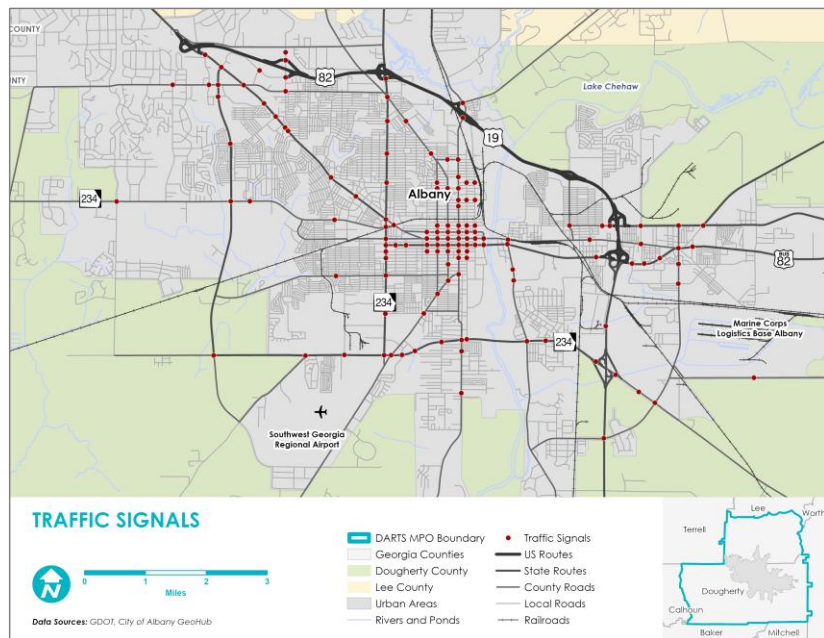 COUNTY
COUNTY
82
Lake Chehaw
19
Albany
234
BUS
82
234
234
Marine Corps
Logistics Base Albany
Southwest Georgia
Regional Airport
TRAFFIC SIGNALS
N
0 1 2 3
Miles
Data Sources: GDOT, City of Albany GeoHub
DARTS MPO Boundary
Georgia Counties
Dougherty County
Lee County
Urban Areas
Rivers and Ponds
Traffic Signals
US Routes
State Routes
County Roads
Local Roads
Railroads
Lee
Worth
Terrell
Dougherty
Calhoun
Baker
Mitchell